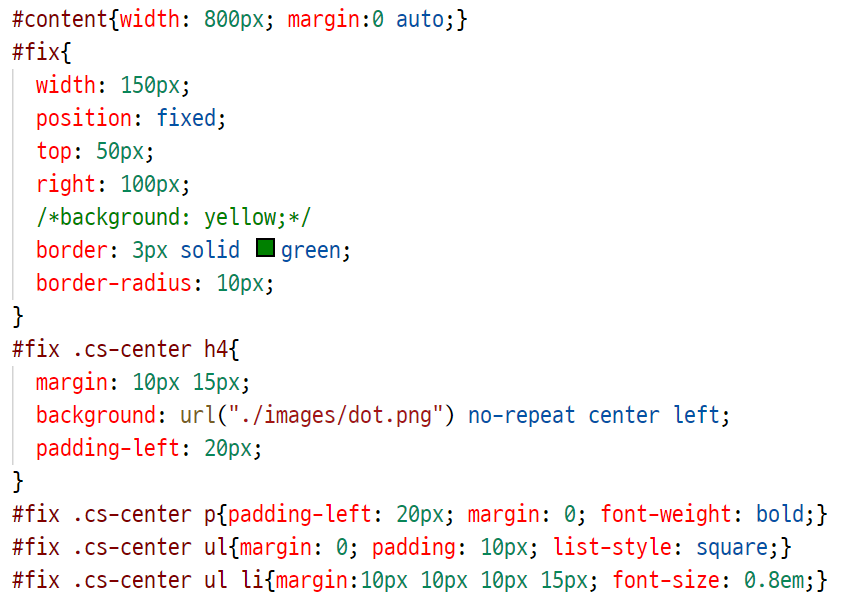 #content{width: 800px; margin:0 auto;}
#fix{
width: 150px;
position: fixed;
top: 50px;
right: 100px;
/*background: yellow;*/
border: 3px solid green;
border-radius: 10px;
}
#fix .cs-center h4{
margin: 10px 15px;
background: url("./images/dot.png") no-repeat center left;
padding-left: 20px;
}
#fix .cs-center p{padding-left: 20px; margin: 0; font-weight: bold;}
#fix .cs-center ul{margin: 0; padding: 10px; list-style: square;}
#fix .cs-center ul li{margin:10px 10px 10px 15px; font-size: 0.8em;}